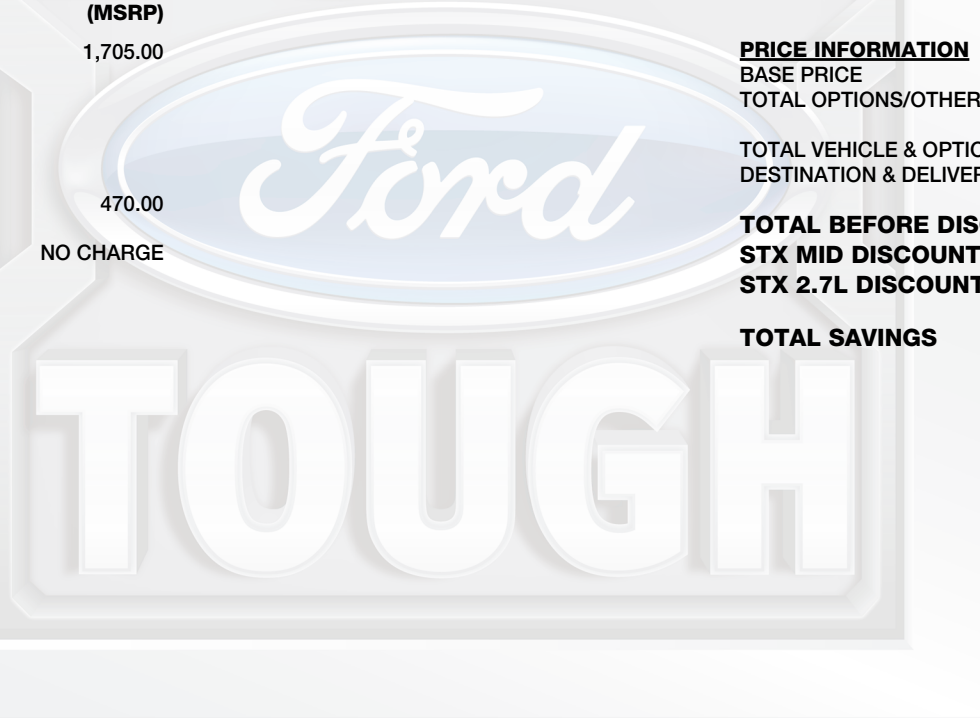 (MSRP)
1,705.00
470.00
NO CHARGE
PRICE INFORMATION
BASE PRICE
TOTAL OPTIONS/OTHER
TOTAL VEHICLE & OPTIO
DESTINATION & DELIVER
TOTAL BEFORE DISC
STX MID DISCOUNT
STX 2.7L DISCOUNT
TOTAL SAVINGS
Ford
TOUGH